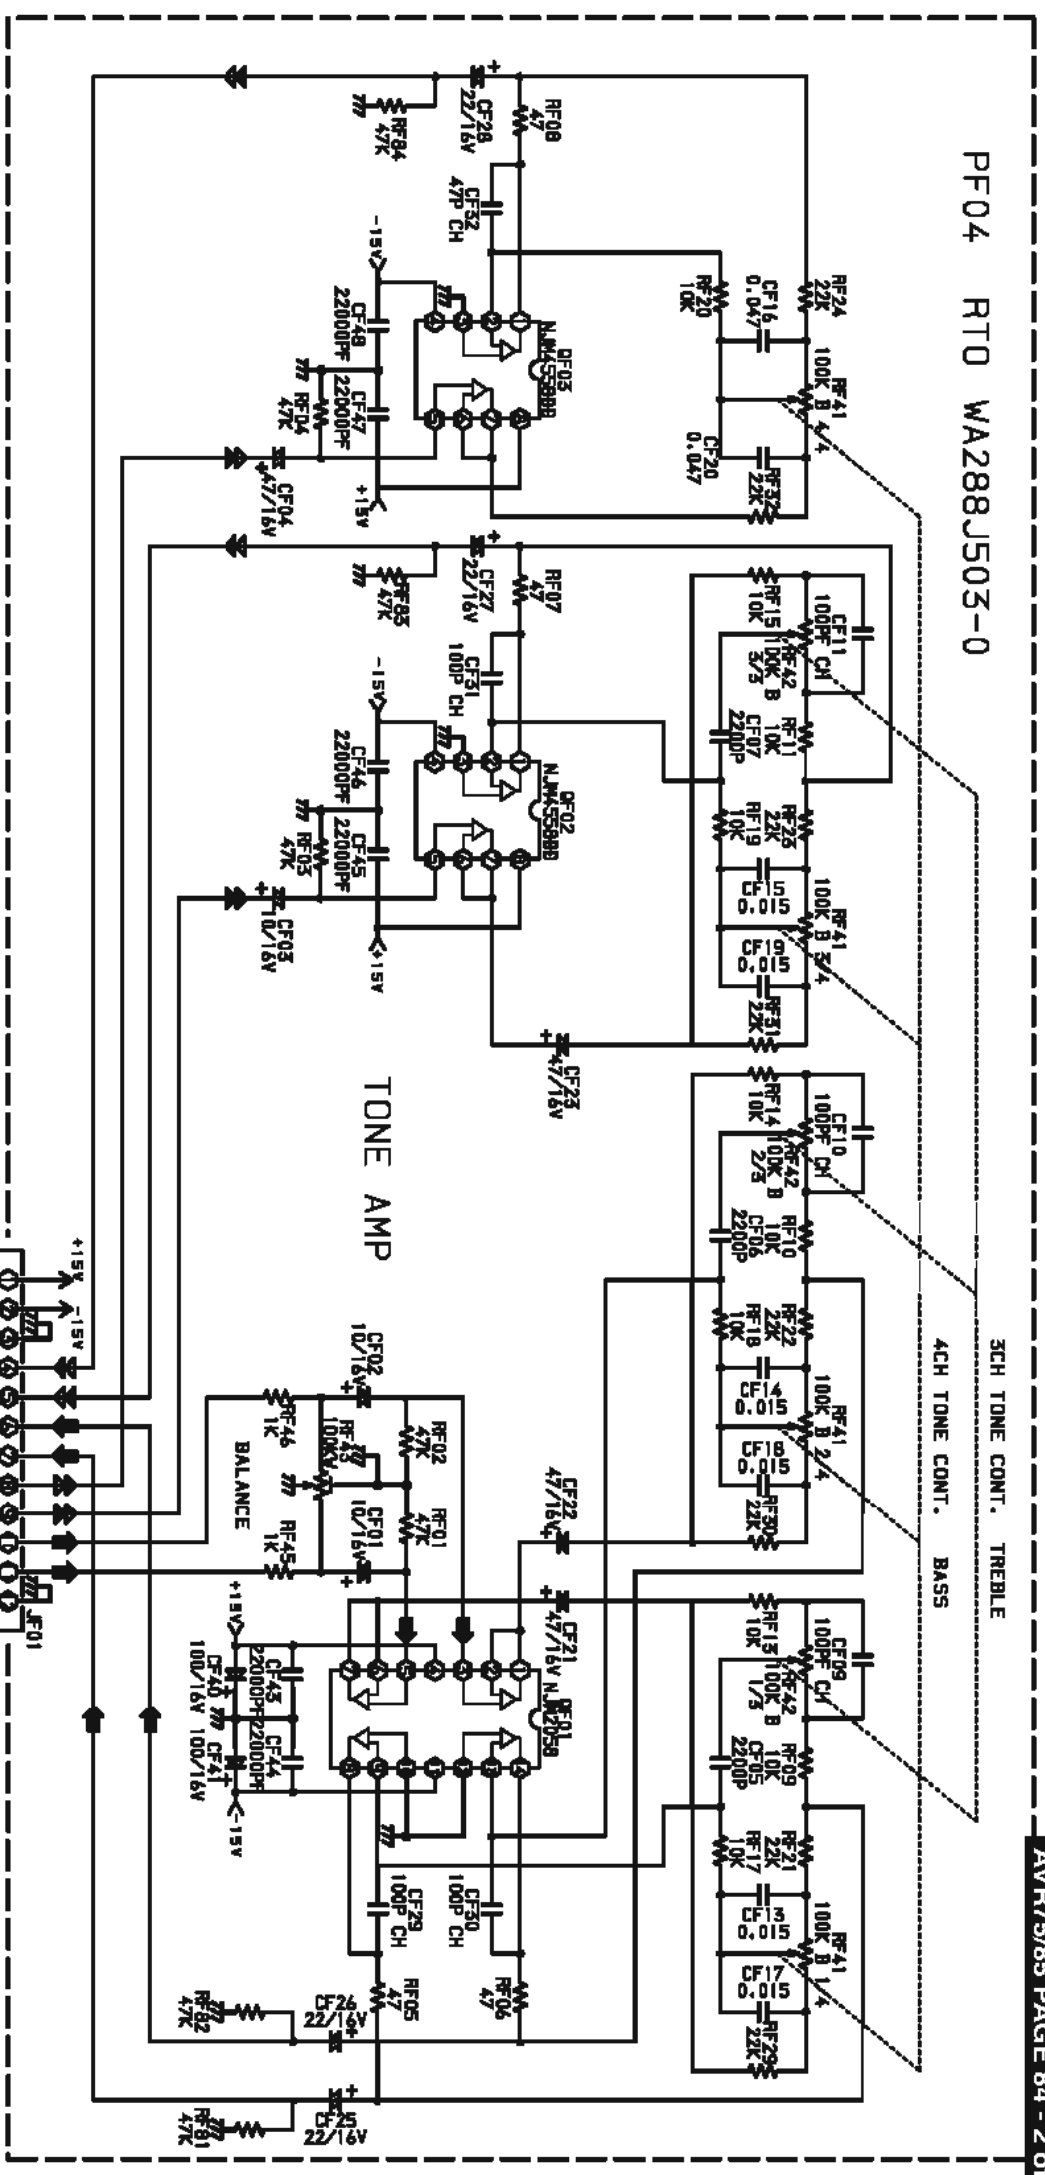 PF04 RTO WA288J503-0
3CH TONE CONT. TREBLE
4CH TONE CONT. BASS
TONE AMP
BALANCE
RF24
22K
CF16
0.047
RF20
10K
RF41
100K B 4/4
CF20
0.047
RF32
22K
RF08
47
CF28
22/16V
RF84
47K
CF32
47P CH
QF03
NJM4558DD
-15V
CF48
22000PF
CF47
22000PF
RF04
47K
+15V
CF04
47/16V
CF11
100PF CH
RF15
10K
RF42
100K B
3/3
RF11
10K
CF07
2200P
RF23
22K
RF19
10K
CF15
0.015
RF41
100K B 3/4
CF19
0.015
RF31
22K
RF07
47
CF27
22/16V
RF83
47K
CF31
100P CH
QF02
NJM4558DD
-15V
CF46
22000PF
CF45
22000PF
RF03
47K
+15V
CF03
10/16V
CF23
47/16V
CF10
100PF CH
RF14
10K
RF42
100K B
2/3
RF10
10K
CF06
2200P
RF22
22K
RF18
10K
CF14
0.015
RF41
100K B 2/4
CF18
0.015
RF30
22K
CF22
47/16V
CF02
10/16V
RF02
47K
RF01
47K
RF46
1K
RF43
CF01
10/16V
RF45
1K
CF09
100PF CH
RF13
10K
RF42
100K B
1/3
RF09
10K
CF05
2200P
RF21
22K
RF17
10K
CF13
0.015
RF41
100K B 1/4
CF17
0.015
RF29
22K
CF21
47/16V
QF01
NJM2058
+15V
CF43
22000PF
CF44
22000PF
CF40
100/16V
CF41
100/16V
-15V
CF29
100P CH
CF30
100P CH
RF05
47
RF06
47
CF26
22/16V
RF82
47K
CF25
22/16V
RF81
47K
+15V
-15V
JF01